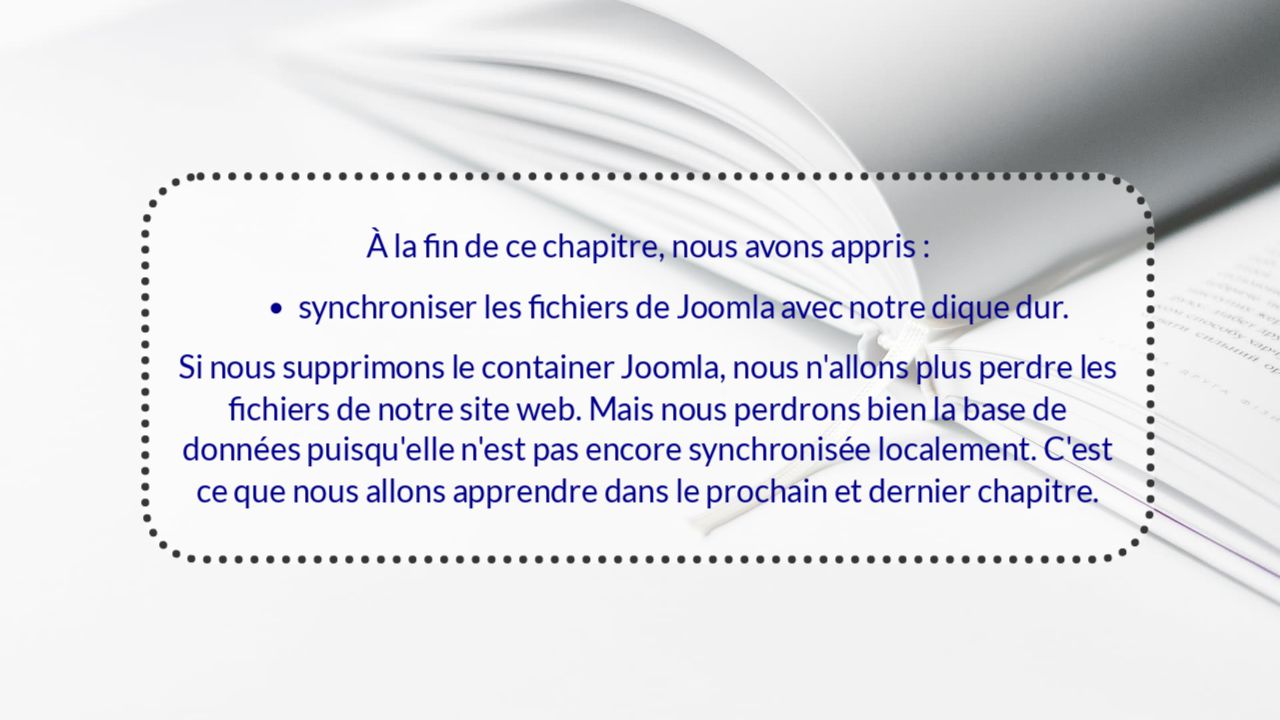 À la fin de ce chapitre, nous avons appris :
• synchroniser les fichiers de Joomla avec notre dique dur.
Si nous supprimons le container Joomla, nous n'allons plus perdre les
fichiers de notre site web. Mais nous perdrons bien la base de
données puisqu'elle n'est pas encore synchronisée localement. C'est
ce que nous allons apprendre dans le prochain et dernier chapitre.